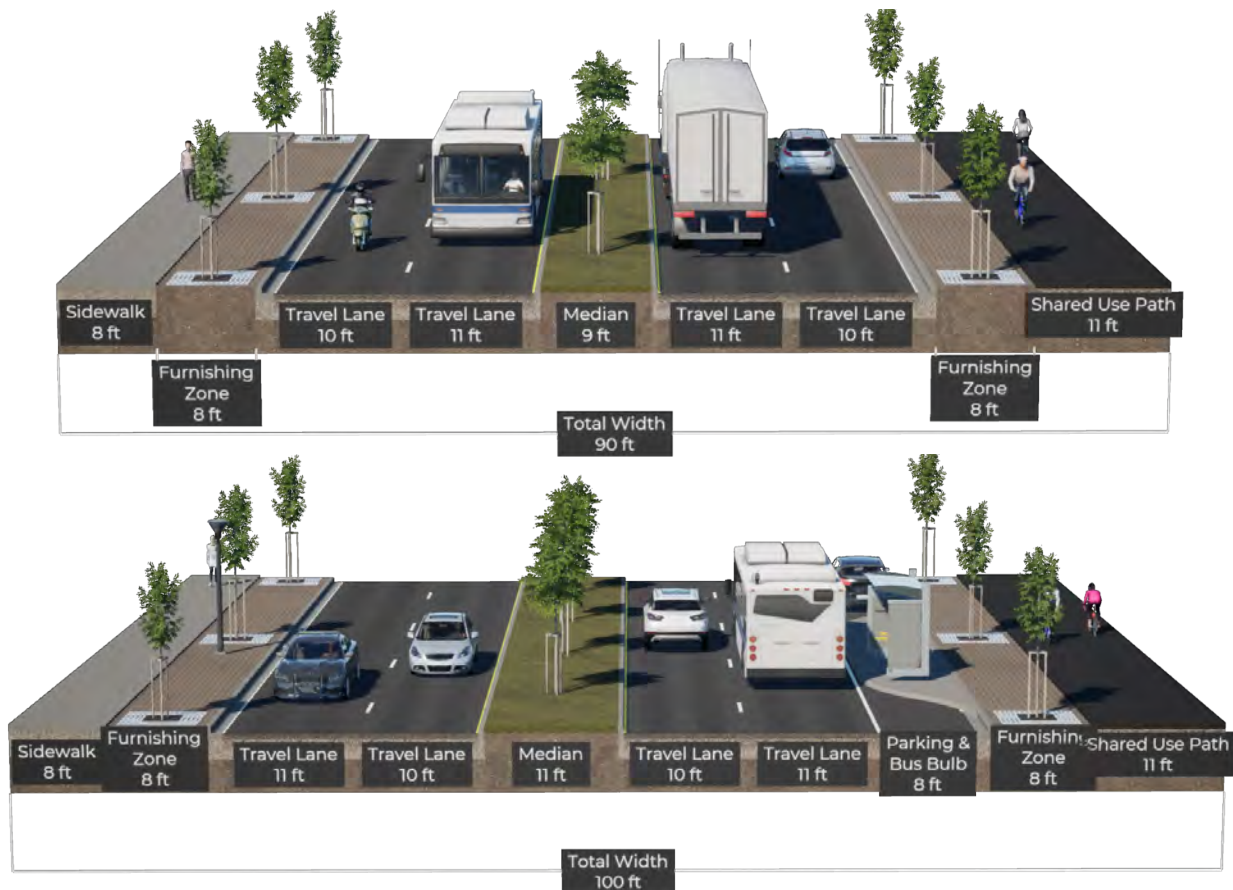 Sidewalk
8 ft
Furnishing
Zone
8 ft
Travel Lane
10 ft
Travel Lane
11 ft
Median
9 ft
Travel Lane
11 ft
Travel Lane
10 ft
Furnishing
Zone
8 ft
Shared Use Path
11 ft
Total Width
90 ft
Sidewalk
8 ft
Furnishing
Zone
8 ft
Travel Lane
11 ft
Travel Lane
10 ft
Median
11 ft
Travel Lane
10 ft
Travel Lane
11 ft
Parking &
Bus Bulb
8 ft
Furnishing
Zone
8 ft
Shared Use Path
11 ft
Total Width
100 ft